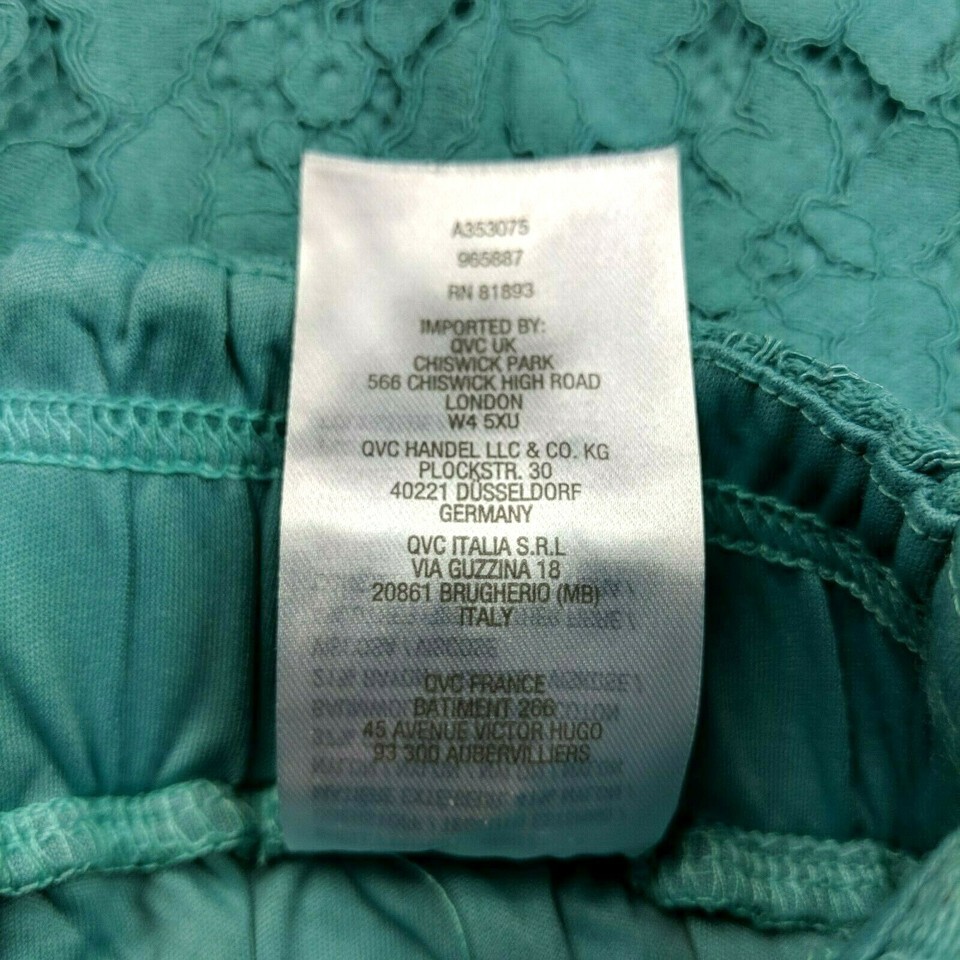 A353075
965887
RN 81893
IMPORTED BY:
QVC UK
CHISWICK PARK
566 CHISWICK HIGH ROAD
LONDON
W4 5XU
QVC HANDEL LLC & CO. KG
PLOCKSTR. 30
40221 DÜSSELDORF
GERMANY
QVC ITALIA S.R.L
VIA GUZZINA 18
20861 BRUGHERIO (MB)
ITALY
QVC FRANCE
BATIMENT 266
45 AVENUE VICTOR HUGO
93 300 AUBERVILLIERS